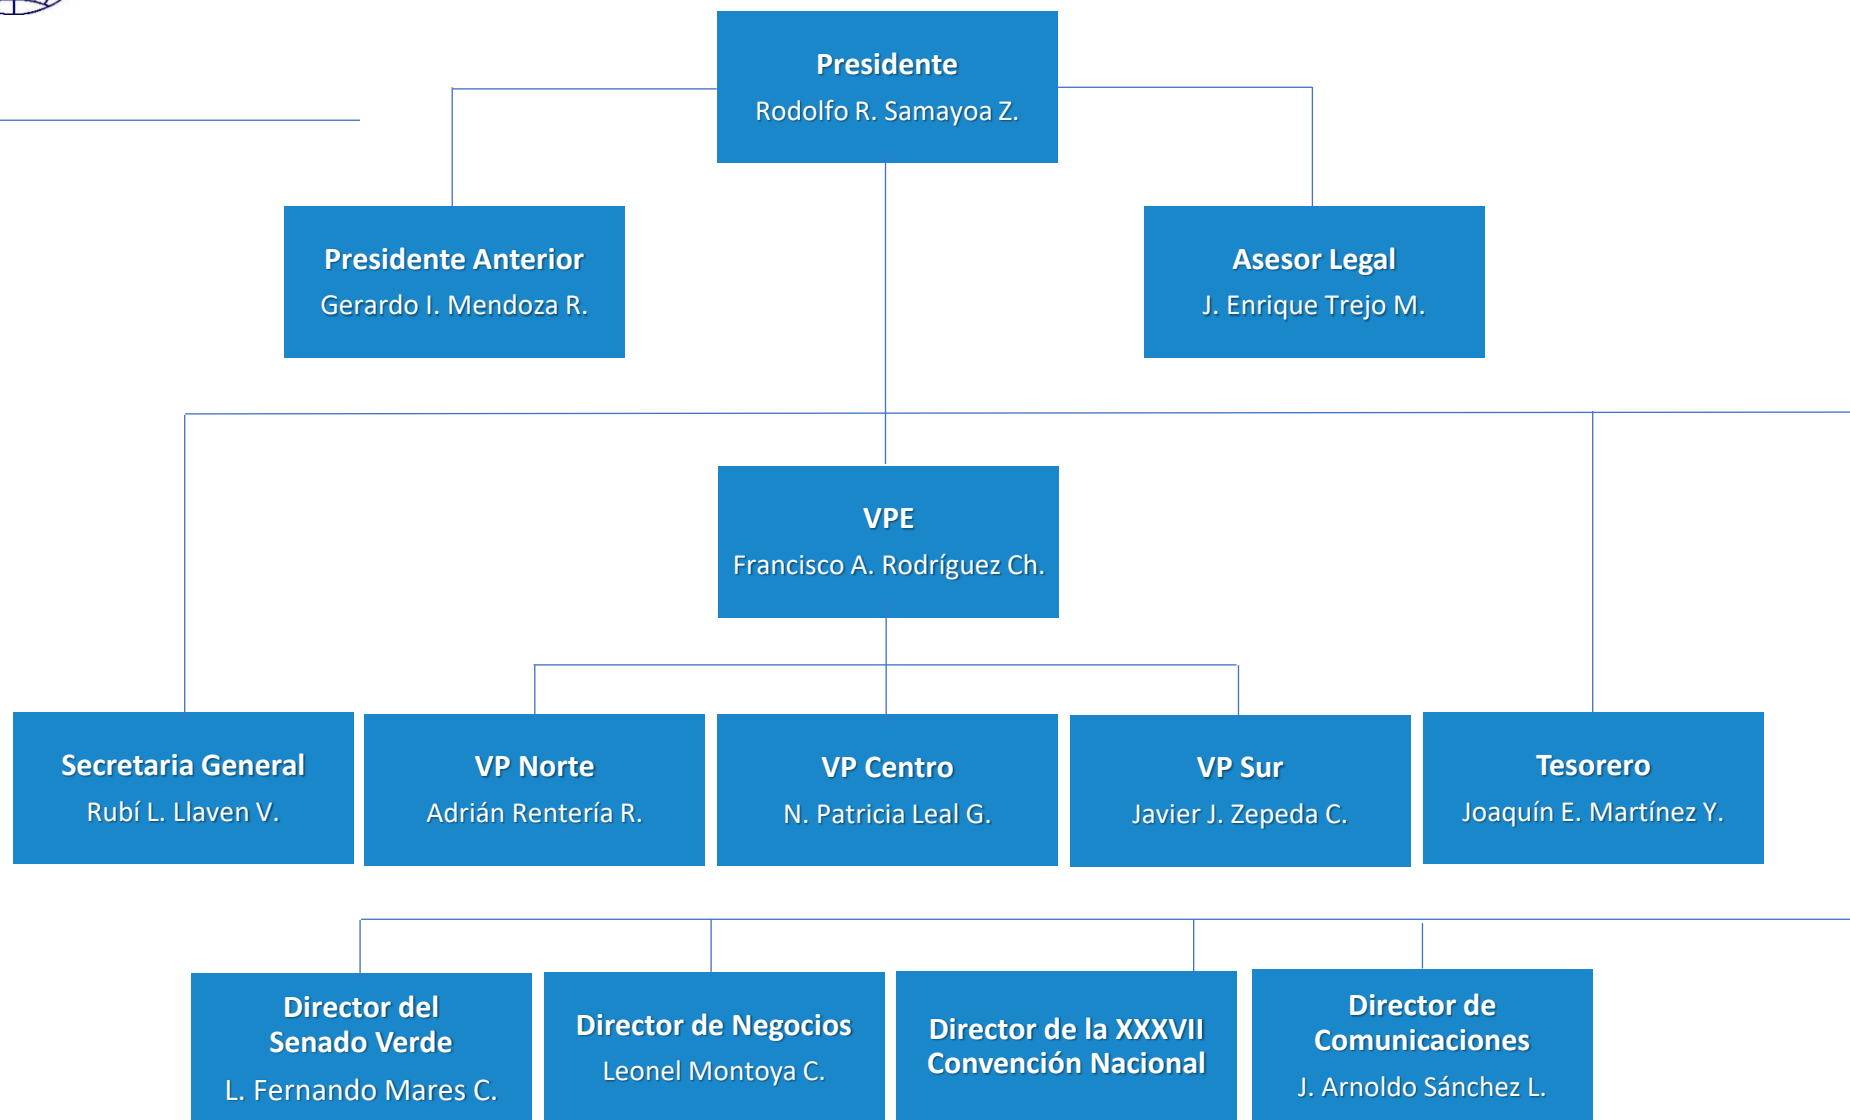 Presidente
Rodolfo R. Samayoa Z.
Presidente Anterior
Gerardo I. Mendoza R.
Asesor Legal
J. Enrique Trejo M.
VPE
Francisco A. Rodríguez Ch.
Secretaria General
Rubí L. Llaven V.
VP Norte
Adrián Rentería R.
VP Centro
N. Patricia Leal G.
VP Sur
Javier J. Zepeda C.
Tesorero
Joaquín E. Martínez Y.
Director del
Senado Verde
L. Fernando Mares C.
Director de Negocios
Leonel Montoya C.
Director de la XXXVII
Convención Nacional
Director de
Comunicaciones
J. Arnoldo Sánchez L.